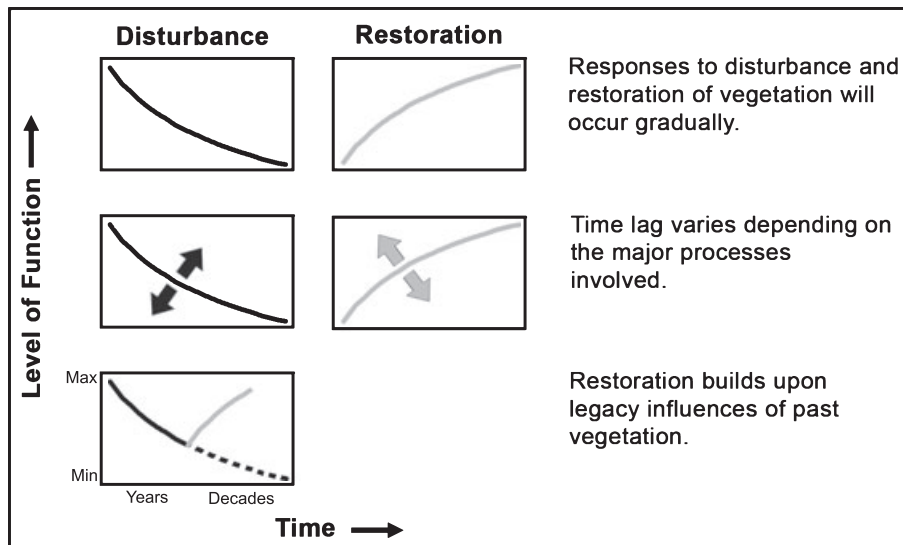 Disturbance
Restoration
Responses to disturbance and
restoration of vegetation will
occur gradually.
Time lag varies depending on
the major processes
involved.
Level of Function
Max
Min
Years
Decades
Restoration builds upon
legacy influences of past
vegetation.
Time